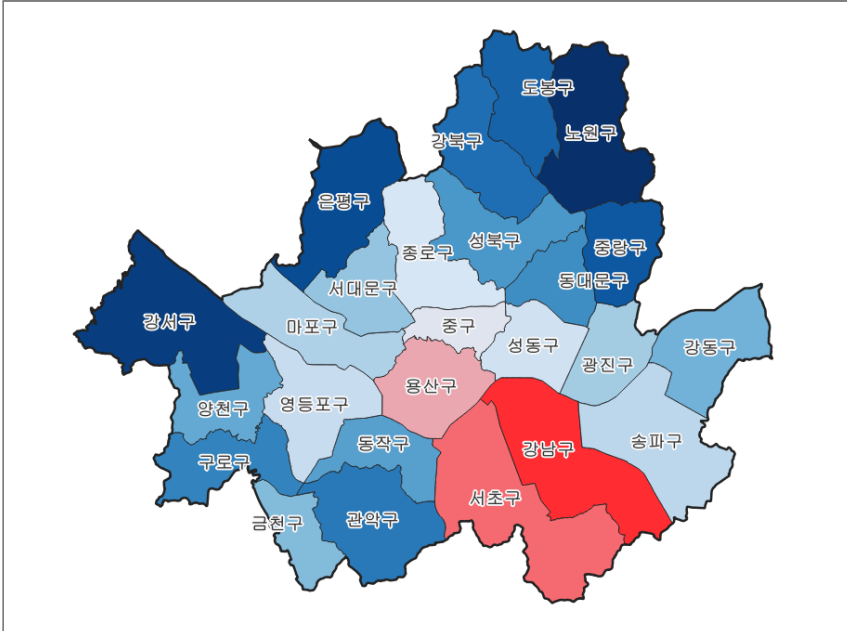 도봉구
노원구
강북구
은평구
성북구
중랑구
종로구
동대문구
서대문구
강서구
마포구
중구
성동구
강동구
광진구
용산구
영등포구
양천구
송파구
동작구
강남구
구로구
서초구
관악구
금천구